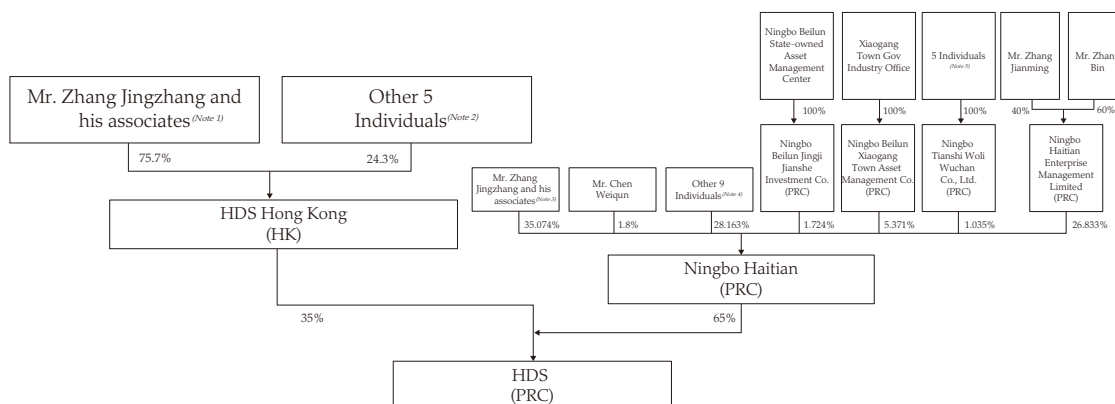 Ningbo Beilun
State-owned
Asset
Management
Center
Xiaogang
Town Gov
Industry Office
5 Individuals
(Note 5)
Mr. Zhang
Jianming
Mr. Zhan
Bin
Mr. Zhang Jingzhang and
his associates(Note 1)
Other 5
Individuals(Note 2)
100%
100%
100%
40%
60%
75.7%
24.3%
Ningbo
Beilun Jingji
Jianshe
Investment Co.
(PRC)
Ningbo Beilun
Xiaogang
Town Asset
Management Co.
(PRC)
Ningbo
Tianshi Woli
Wuchan
Co., Ltd.
(PRC)
Ningbo
Haitian
Enterprise
Management
Limited
(PRC)
Mr. Zhang
Jingzhang and his
associates(Note 3)
Mr. Chen
Weiqun
Other 9
Individuals(Note 4)
HDS Hong Kong
(HK)
35.074%
1.8%
28.163%
1.724%
5.371%
1.035%
26.833%
Ningbo Haitian
(PRC)
35%
65%
HDS
(PRC)